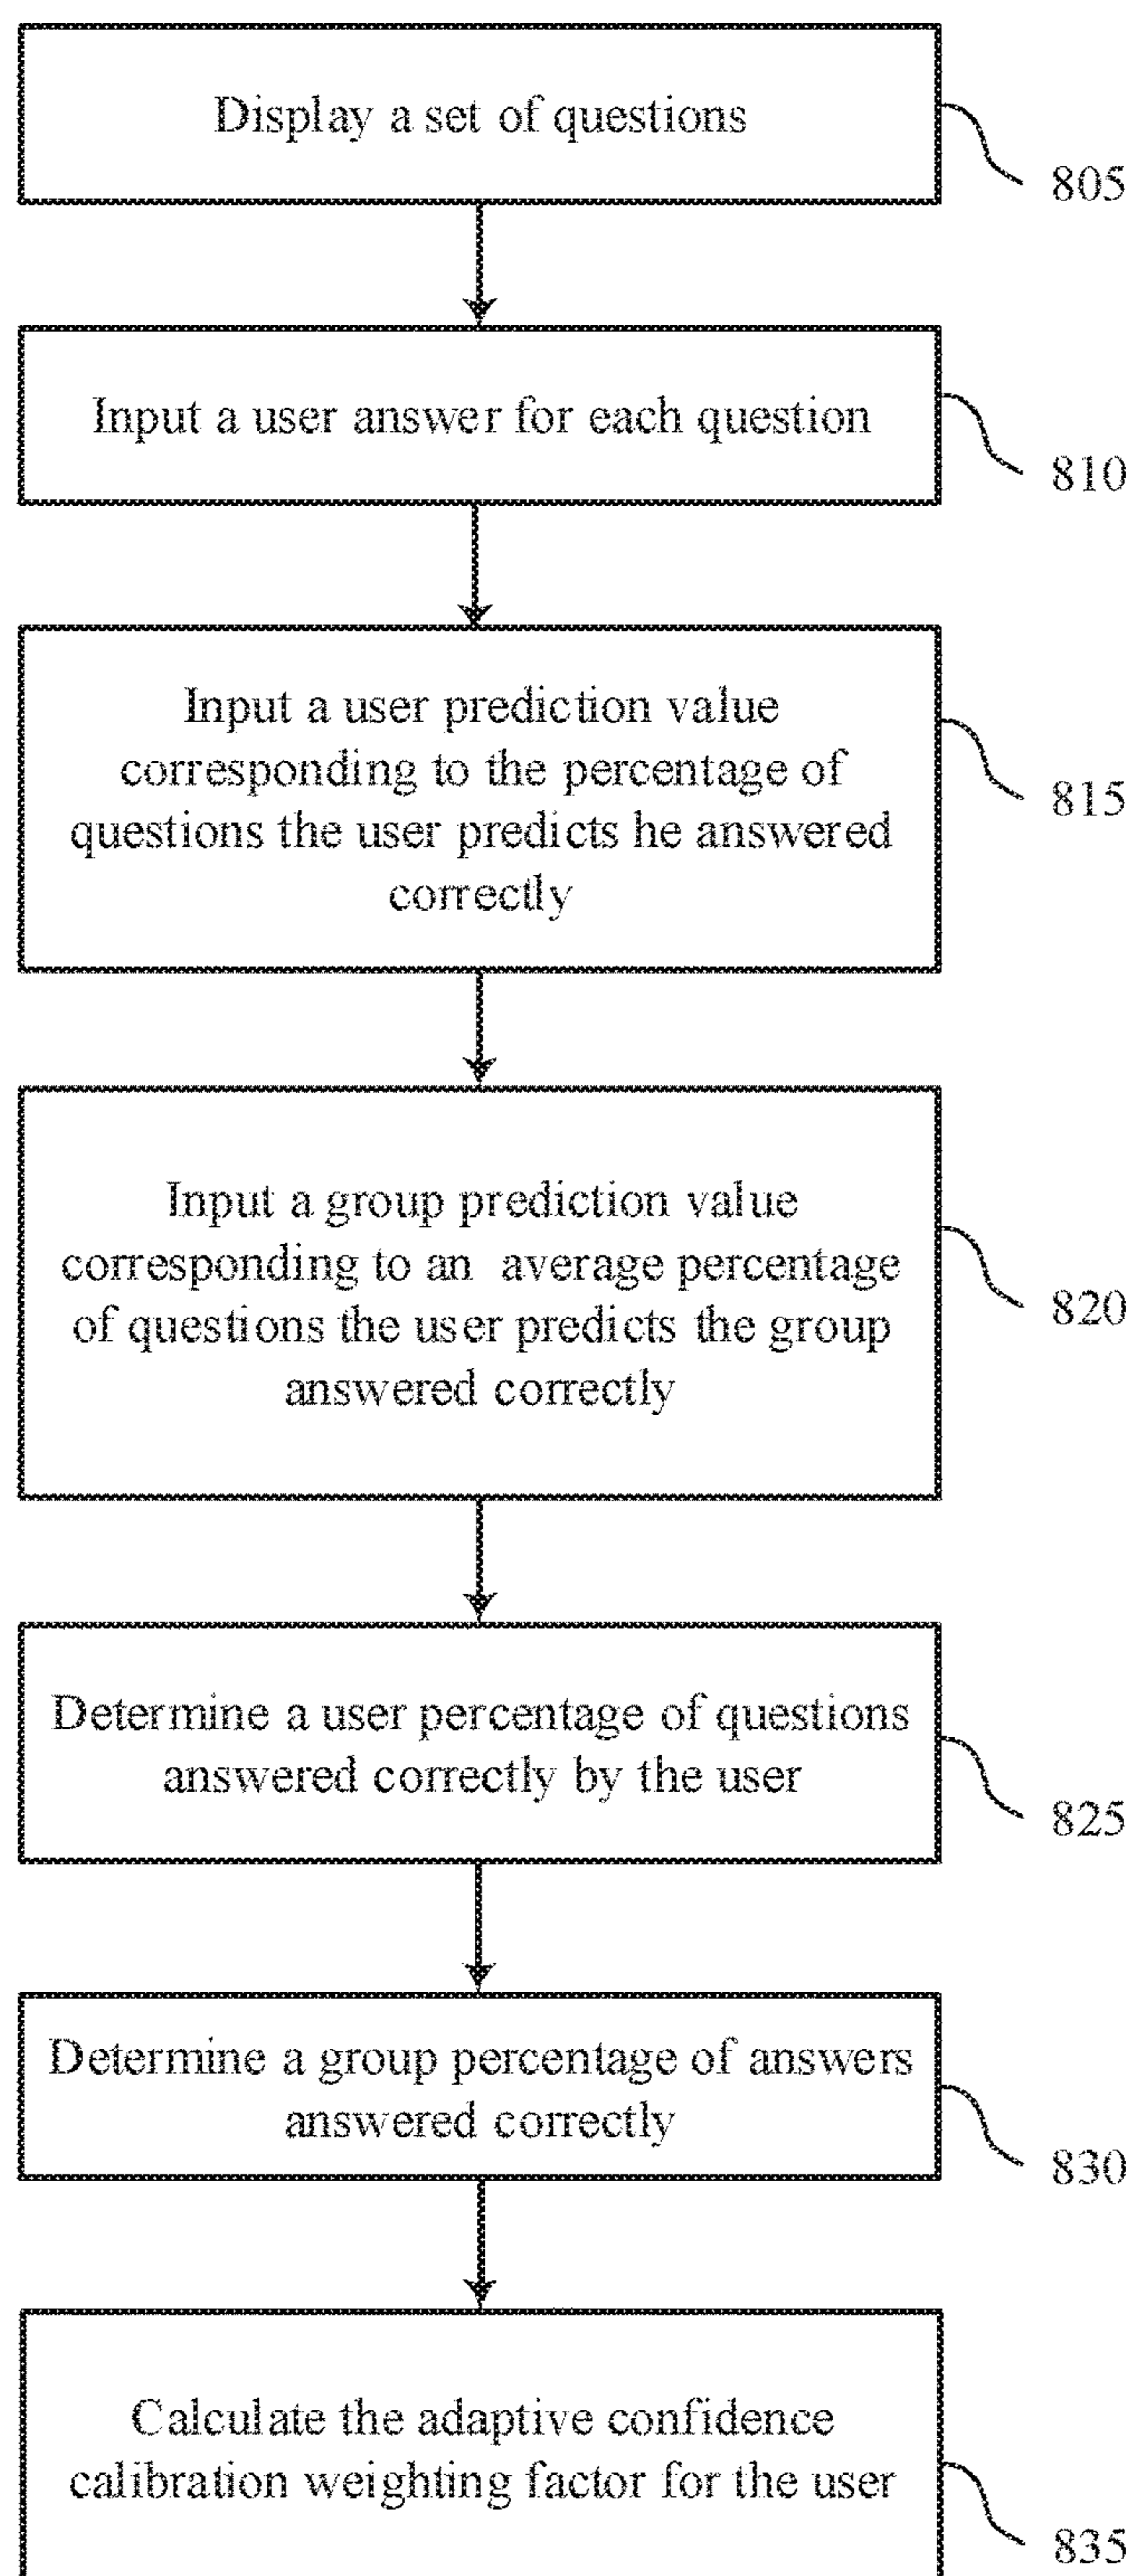 Display a set of questions
805
Input a user answer for each question
810
Input a user prediction value
corresponding to the percentage of
questions the user predicts he answered
correctly
815
Input a group prediction value
corresponding to an average percentage
of questions the user predicts the group
answered correctly
820
Determine a user percentage of questions
answered correctly by the user
825
Determine a group percentage of answers
answered correctly
830
Calculate the adaptive confidence
calibration weighting factor for the user
835